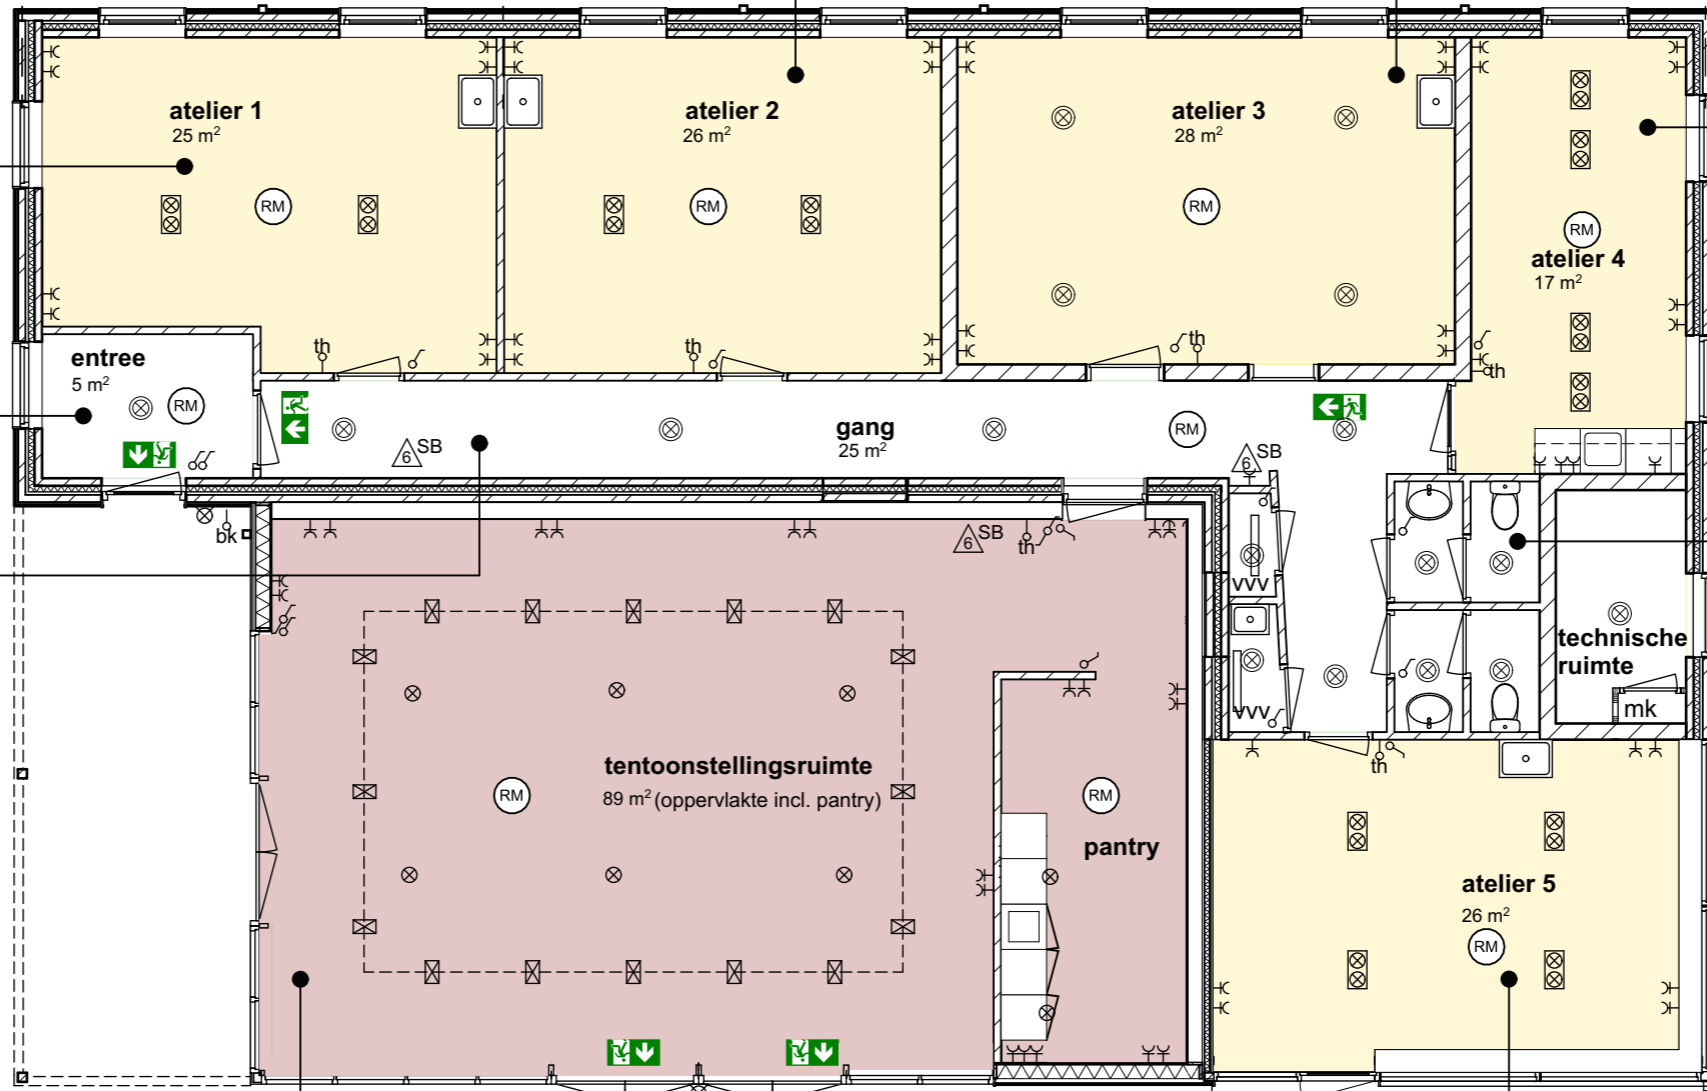 atelier 1
25 m²
RM
atelier 2
26 m²
RM
atelier 3
28 m²
RM
RM
atelier 4
17 m²
th
th
th
th
entree
5 m²
RM
gang
25 m²
RM
6 SB
6 SB
bk
6 SB
th
VVV
VVV
technische
ruimte
mk
tentoonstellingsruimte
89 m² (oppervlakte incl. pantry)
RM
RM
pantry
th
atelier 5
26 m²
RM